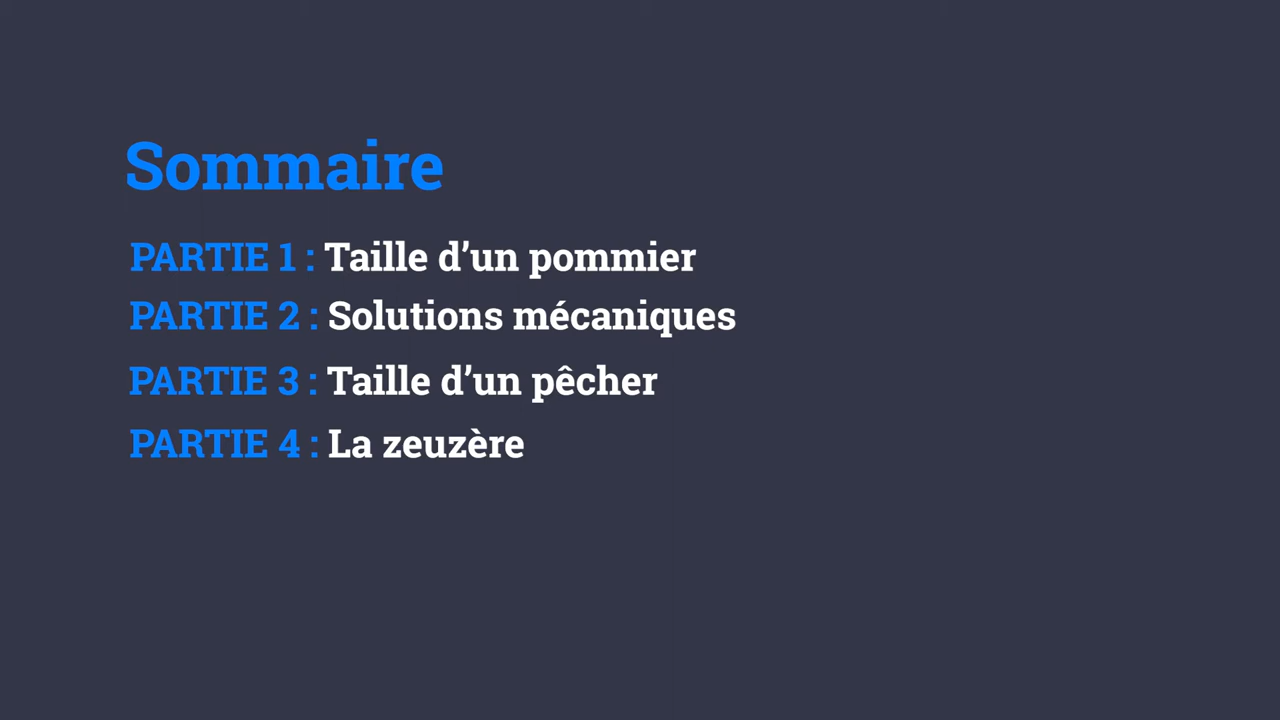 Sommaire
PARTIE 1 : Taille d’un pommier
PARTIE 2 : Solutions mécaniques
PARTIE 3 : Taille d’un pêcher
PARTIE 4 : La zeuzère